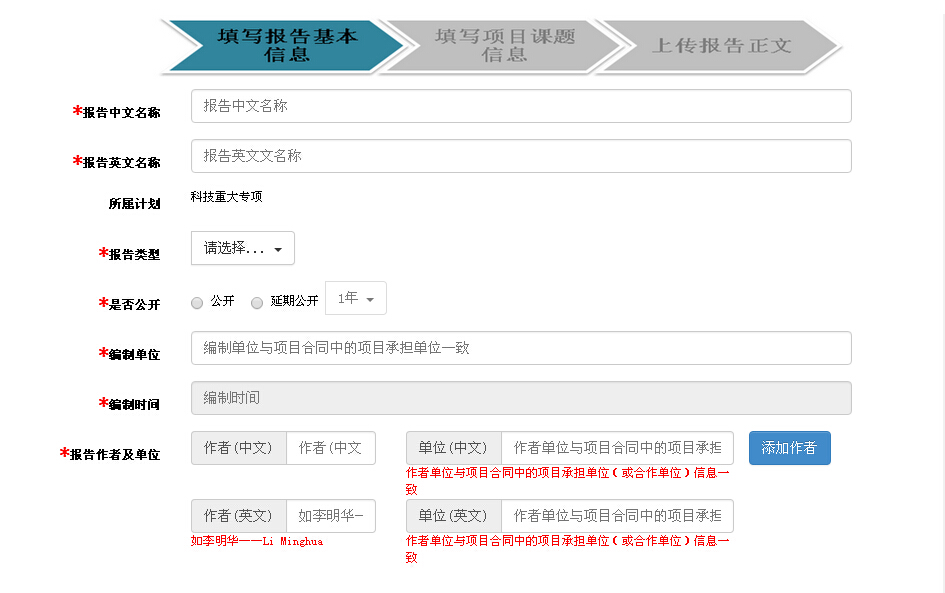 填写报告基本
信息
填写项目课题
信息
上传报告正文
*报告中文名称
报告中文名称
*报告英文名称
报告英文文名称
所属计划
科技重大专项
*报告类型
请选择...
*是否公开
公开
延期公开
1年
*编制单位
编制单位与项目合同中的项目承担单位一致
*编制时间
编制时间
*报告作者及单位
作者(中文)
作者(中文
单位(中文)
作者单位与项目合同中的项目承担
添加作者
作者单位与项目合同中的项目承担单位(或合作单位)信息一
致
作者(英文)
如李明华—
单位(英文)
作者单位与项目合同中的项目承担
如李明华——Li Minghua
作者单位与项目合同中的项目承担单位(或合作单位)信息一
致